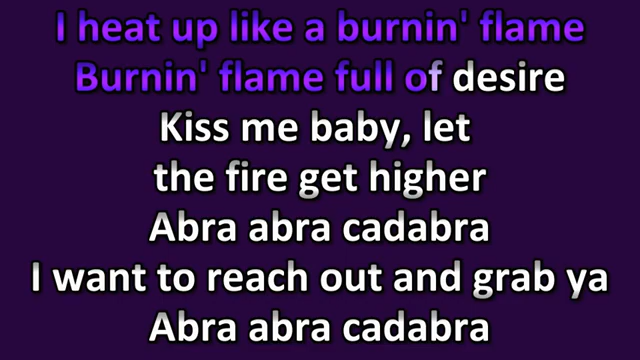 I heat up like a burnin' flame
Burnin' flame full of desire
Kiss me baby, let
the fire get higher
Abra abra cadabra
I want to reach out and grab ya
Abra abra cadabra